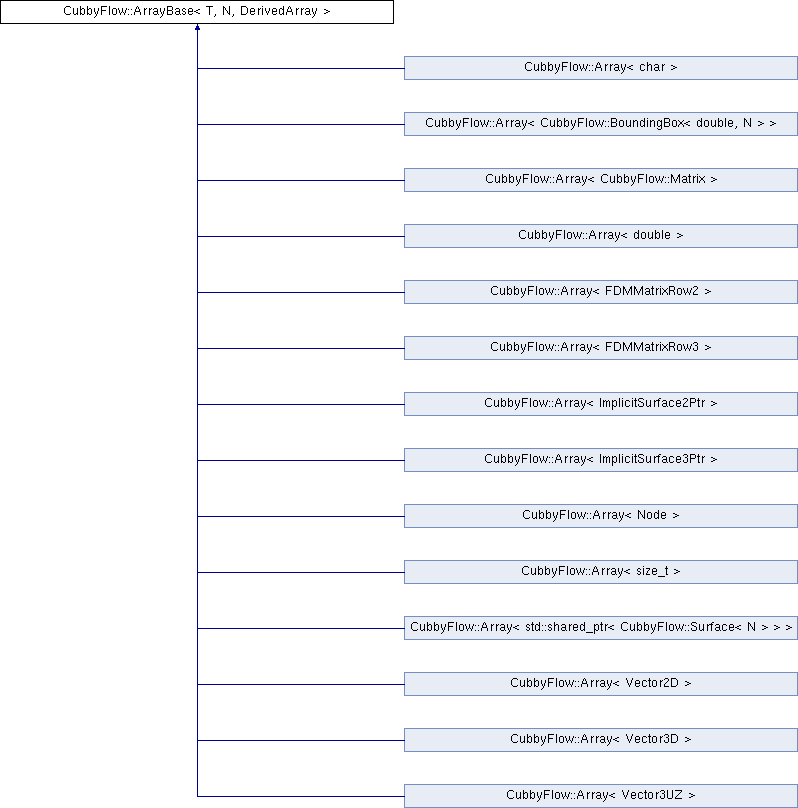 CubbyFlow::ArrayBase< T, N, DerivedArray >
CubbyFlow::Array< char >
CubbyFlow::Array< CubbyFlow::BoundingBox< double, N > >
CubbyFlow::Array< CubbyFlow::Matrix >
CubbyFlow::Array< double >
CubbyFlow::Array< FDMMatrixRow2 >
CubbyFlow::Array< FDMMatrixRow3 >
CubbyFlow::Array< ImplicitSurface2Ptr >
CubbyFlow::Array< ImplicitSurface3Ptr >
CubbyFlow::Array< Node >
CubbyFlow::Array< size_t >
CubbyFlow::Array< std::shared_ptr< CubbyFlow::Surface< N > > >
CubbyFlow::Array< Vector2D >
CubbyFlow::Array< Vector3D >
CubbyFlow::Array< Vector3UZ >